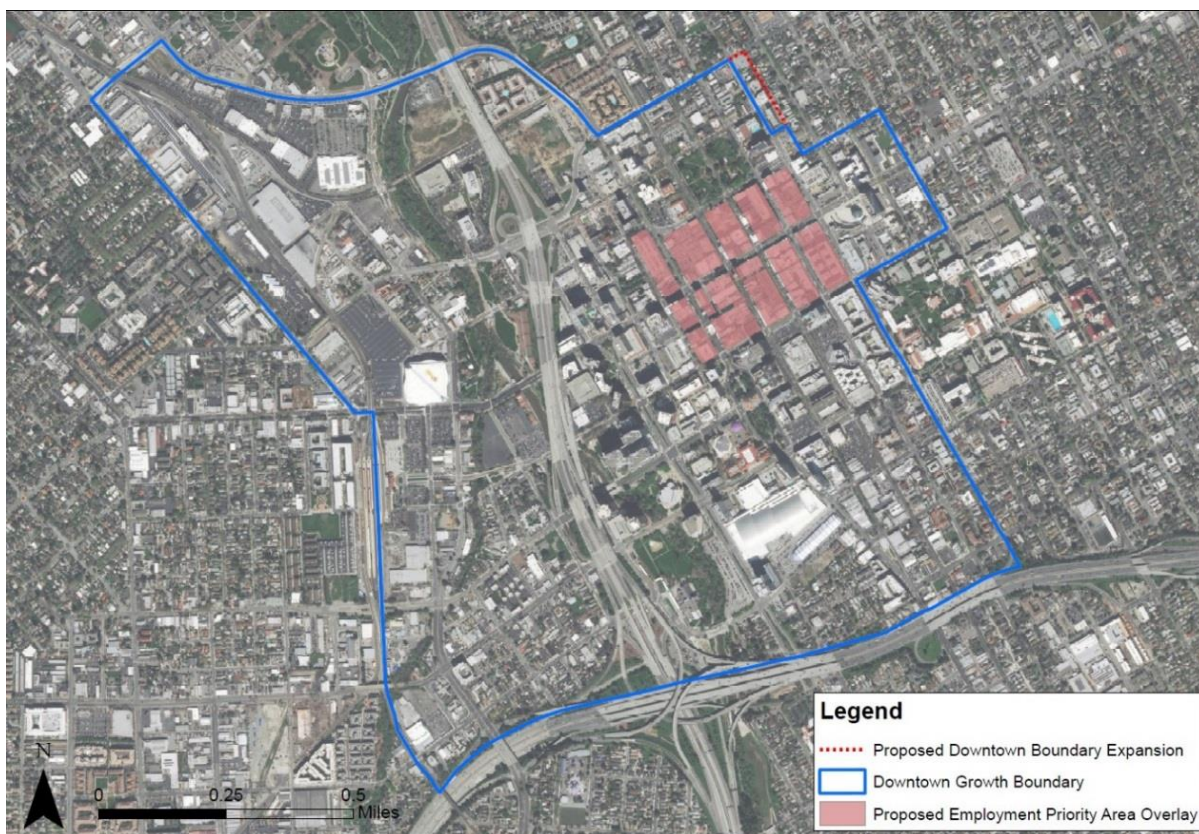 Legend
Proposed Downtown Boundary Expansion
Downtown Growth Boundary
Proposed Employment Priority Area Overlay
N
0 0.25 0.5
Miles